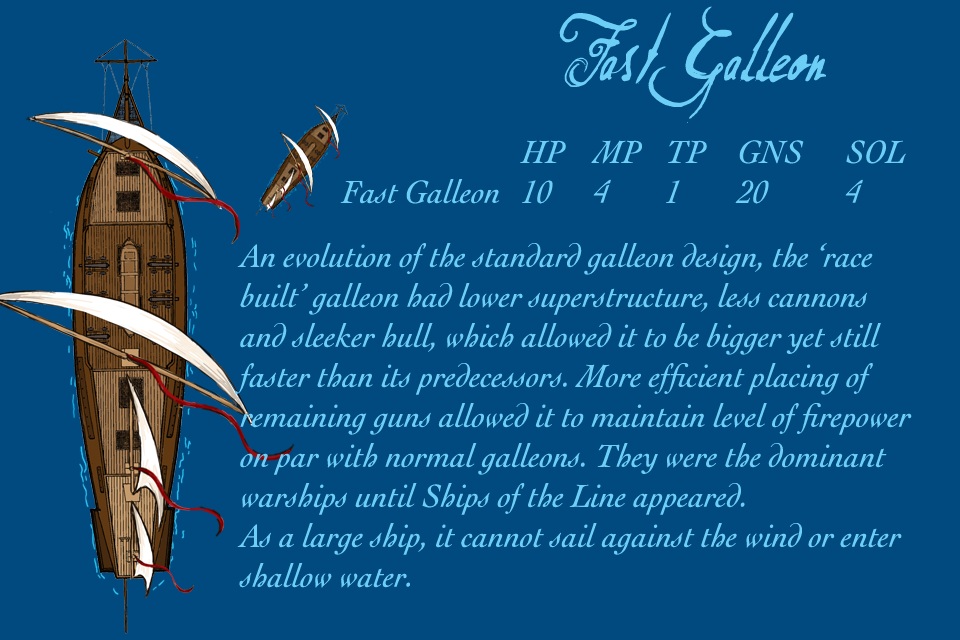 Fast Galleon
HP MP TP GNS SOL
Fast Galleon 10 4 1 20 4
An evolution of the standard galleon design, the ‘race
built’ galleon had lower superstructure, less cannons
and sleeker hull, which allowed it to be bigger yet still
faster than its predecessors. More efficient placing of
remaining guns allowed it to maintain level of firepower
on par with normal galleons. They were the dominant
warships until Ships of the Line appeared.
As a large ship, it cannot sail against the wind or enter
shallow water.